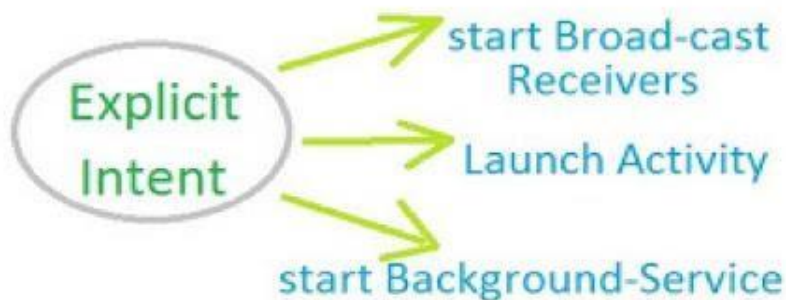 Explicit
Intent
start Broad-cast
Receivers
Launch Activity
start Background-Service